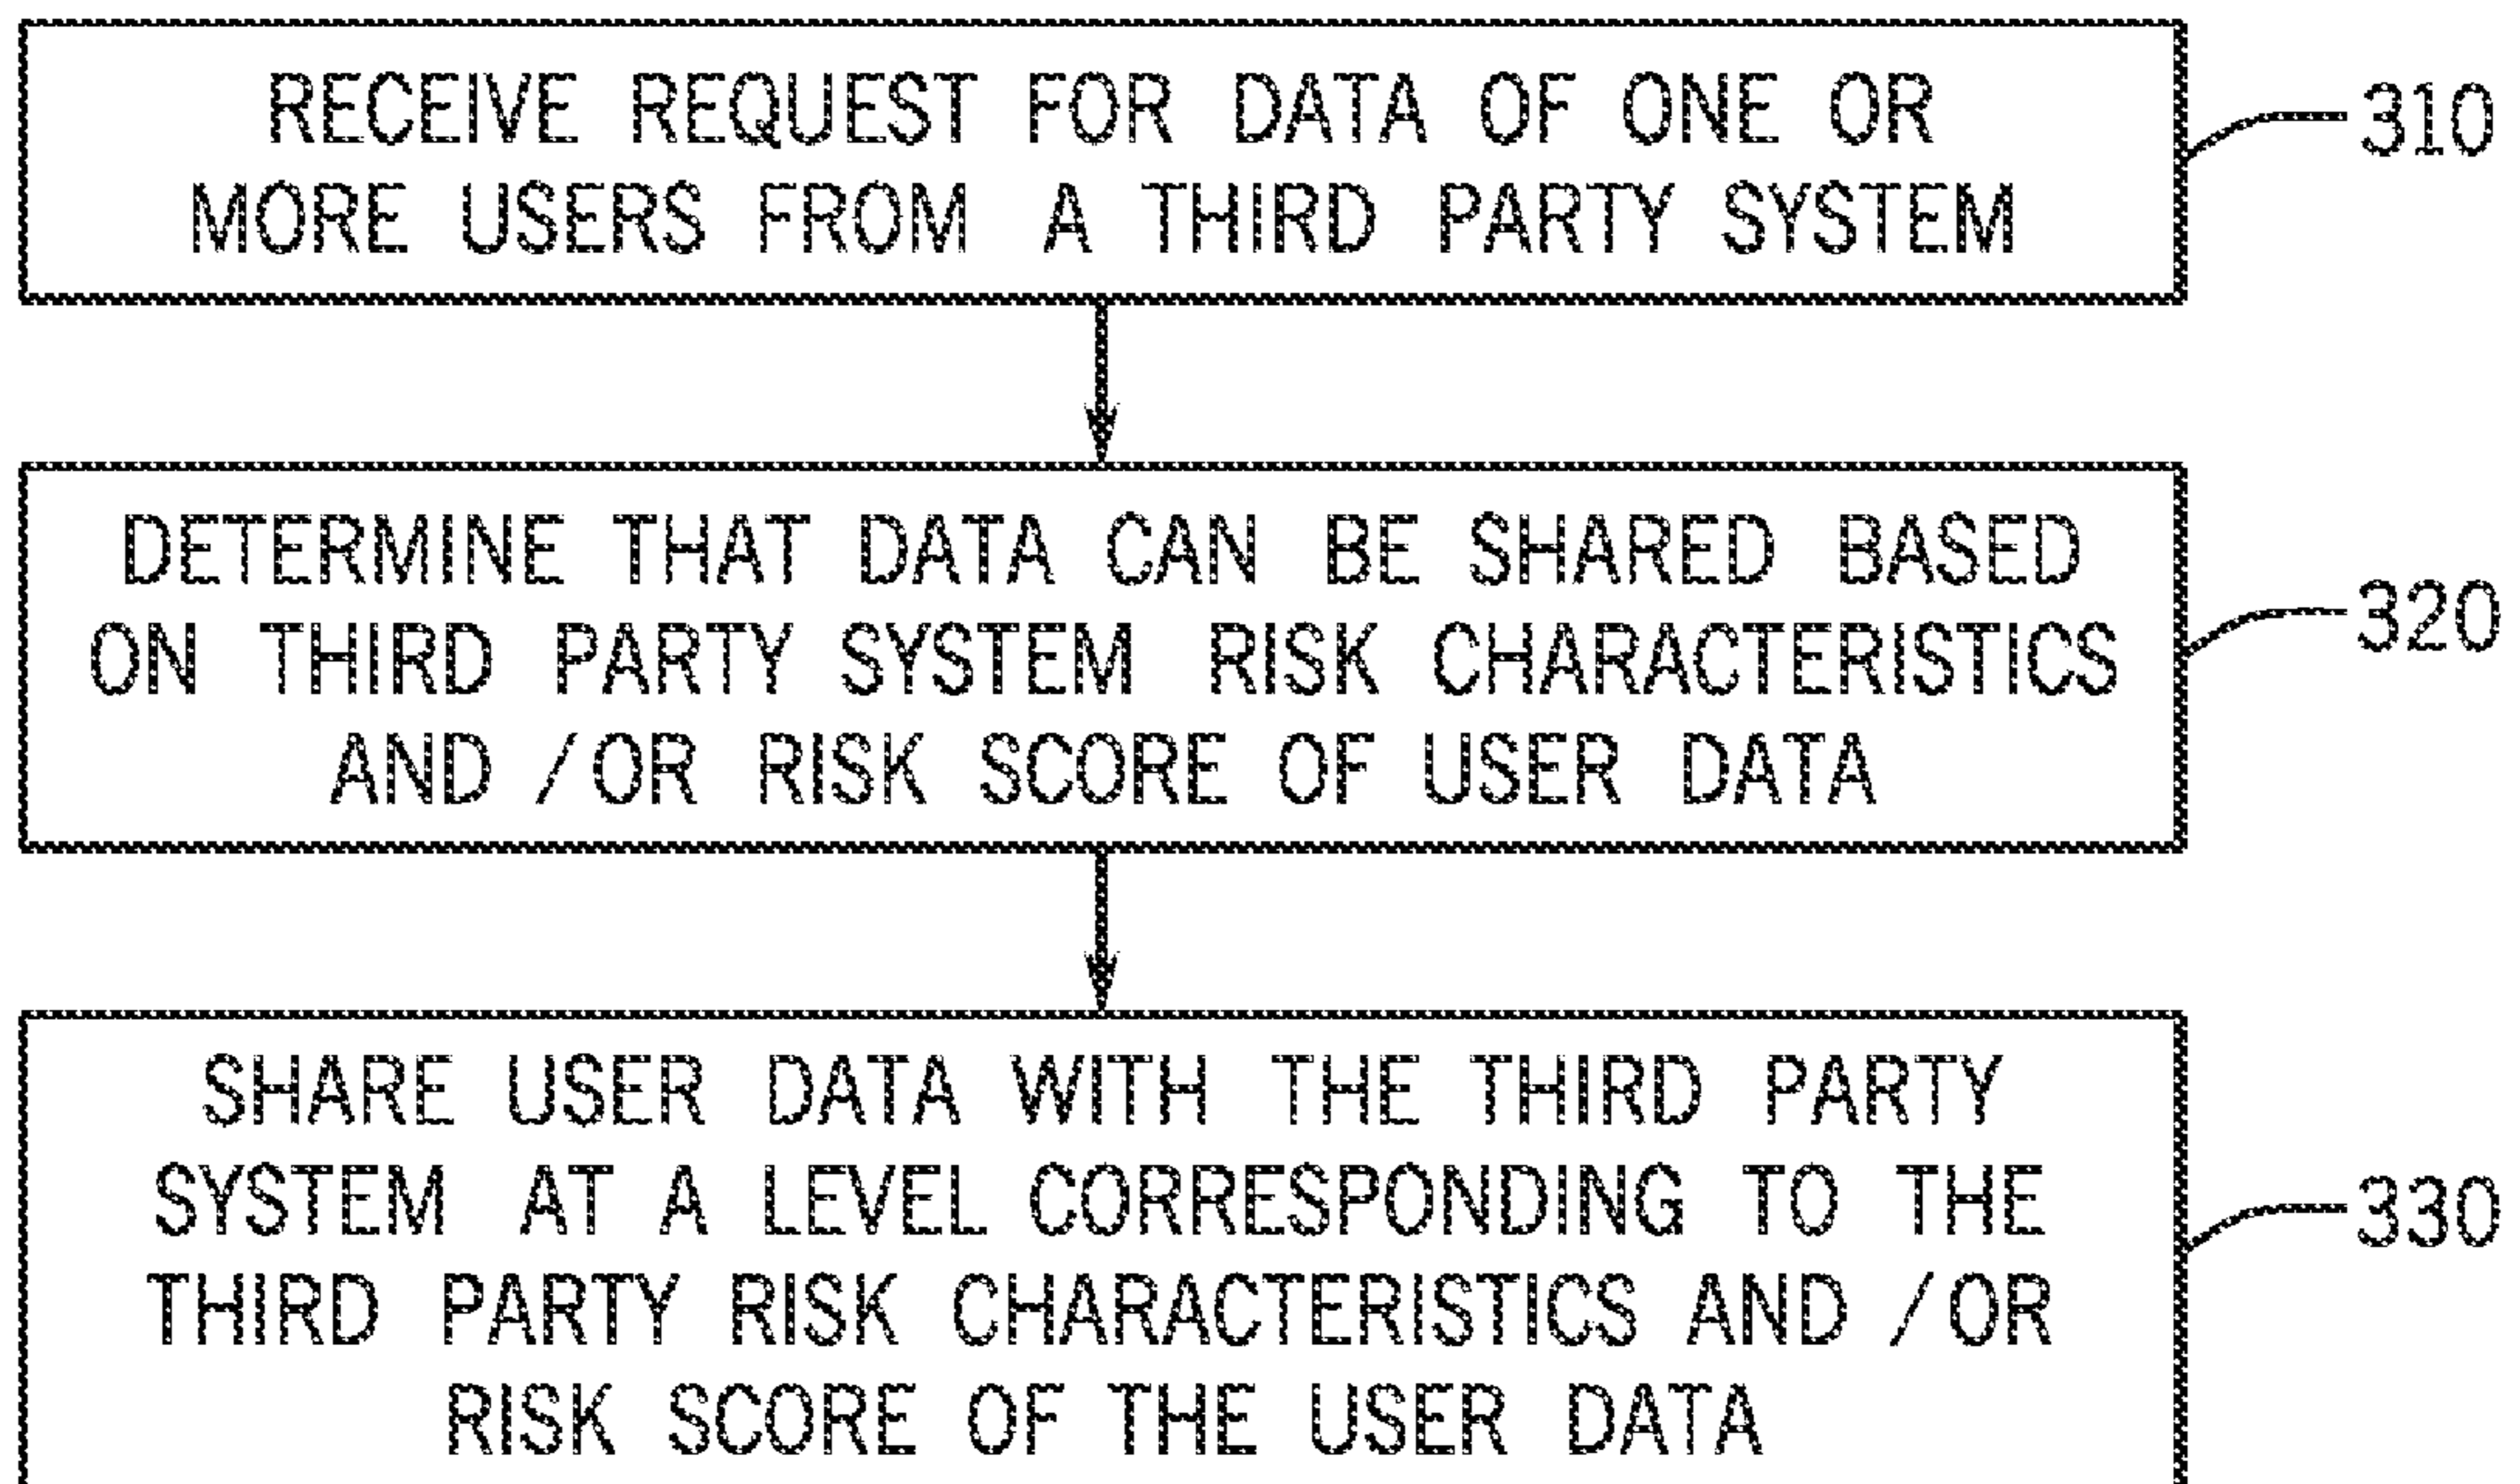 RECEIVE REQUEST FOR DATA OF ONE OR
MORE USERS FROM A THIRD PARTY SYSTEM
310
DETERMINE THAT DATA CAN BE SHARED BASED
ON THIRD PARTY SYSTEM RISK CHARACTERISTICS
AND /OR RISK SCORE OF USER DATA
320
SHARE USER DATA WITH THE THIRD PARTY
SYSTEM AT A LEVEL CORRESPONDING TO THE
THIRD PARTY RISK CHARACTERISTICS AND /OR
RISK SCORE OF THE USER DATA
330